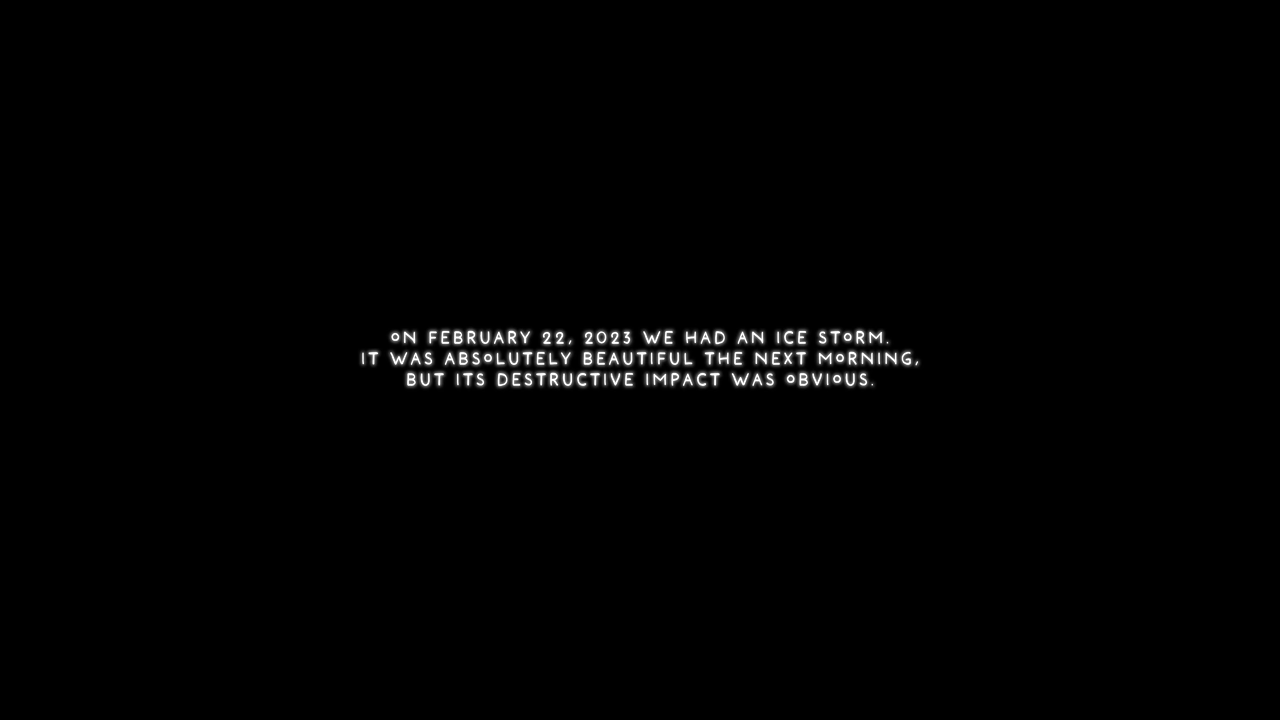 ON FEBRUARY 22, 2023 WE HAD AN ICE STORM.
IT WAS ABSOLUTELY BEAUTIFUL THE NEXT MORNING,
BUT ITS DESTRUCTIVE IMPACT WAS OBVIOUS.